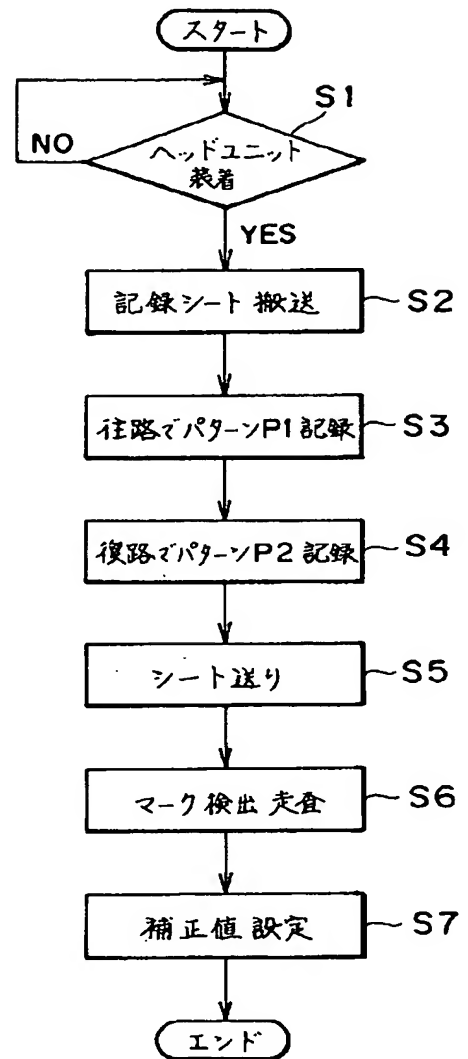 スタート
S1
NO
ヘッドユニット
装着
YES
記録シート 搬送
S2
往路でパターンP1記録
S3
復路でパターンP2記録
S4
シート送り
S5
マーク検出 走査
S6
補正値 設定
S7
エンド